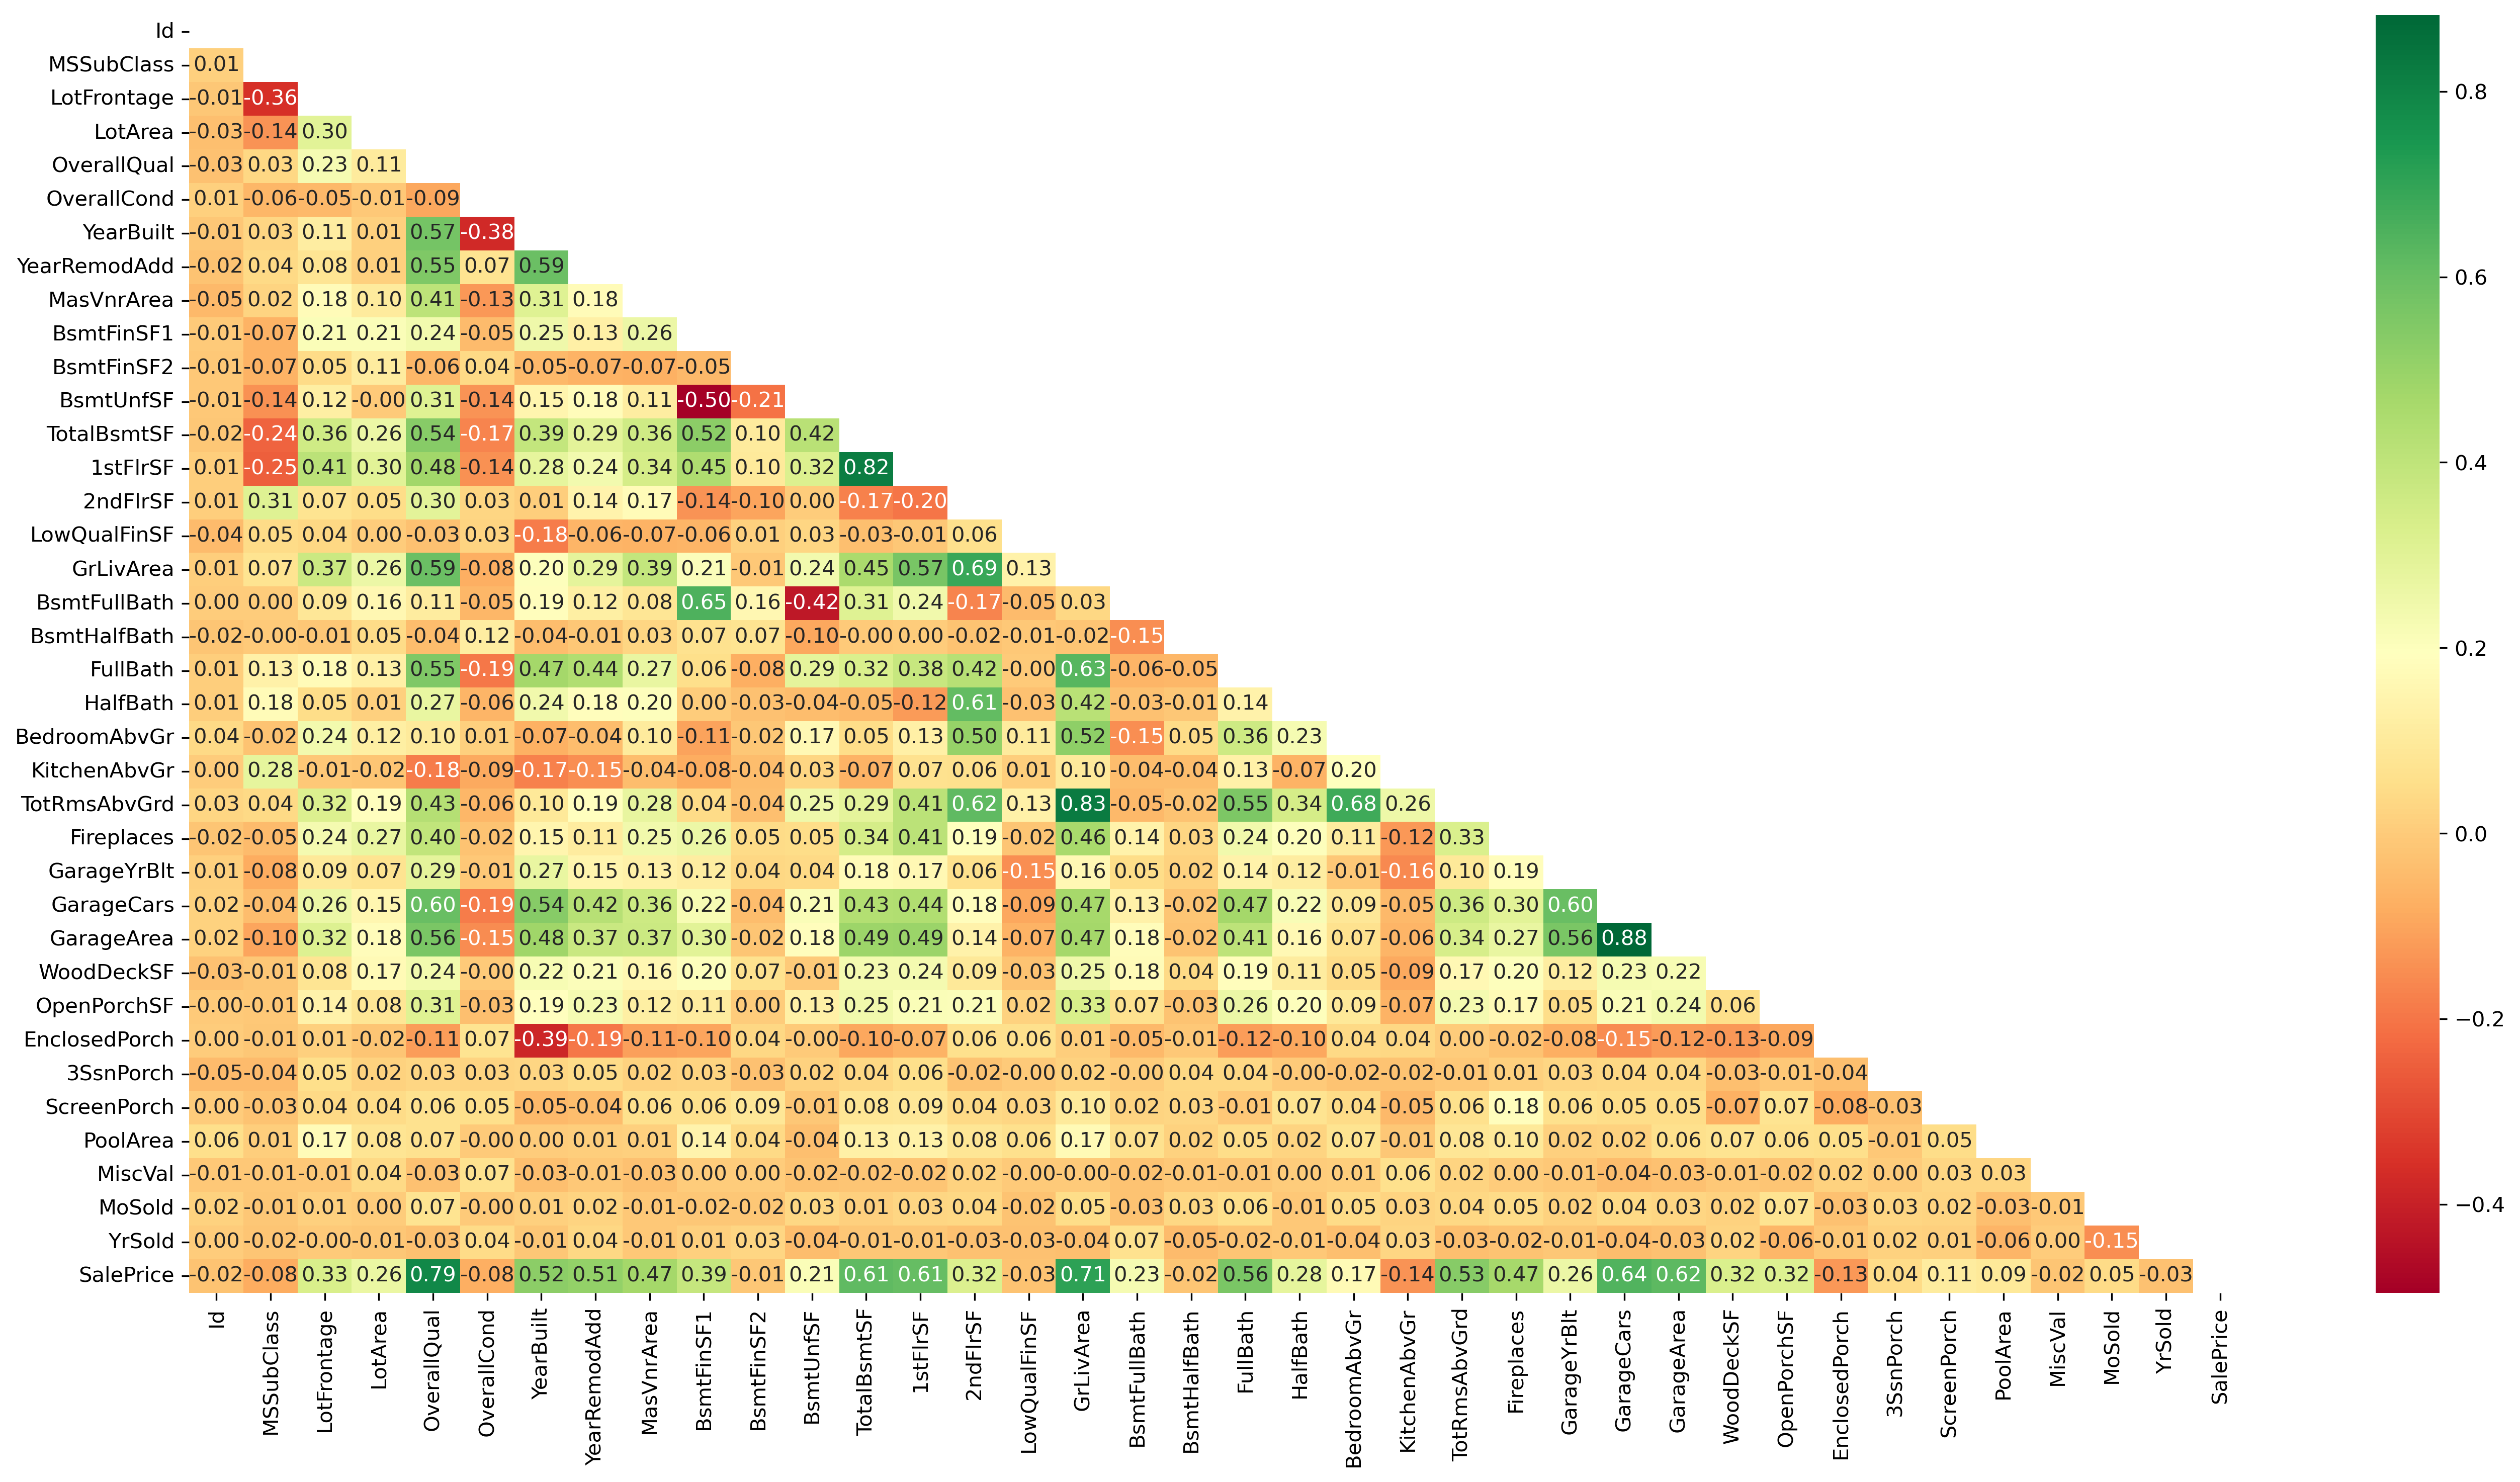 Id
MSSubClass 0.01
LotFrontage -0.01 -0.36
LotArea -0.03 -0.14 0.30
OverallQual -0.03 0.03 0.23 0.11
OverallCond 0.01 -0.06 -0.05 -0.01 -0.09
YearBuilt -0.01 0.03 0.11 0.01 0.57 -0.38
YearRemodAdd -0.02 0.04 0.08 0.01 0.55 0.07 0.59
MasVnrArea -0.05 0.02 0.18 0.10 0.41 -0.13 0.31 0.18
BsmtFinSF1 -0.01 -0.07 0.21 0.21 0.24 -0.05 0.25 0.13 0.26
BsmtFinSF2 -0.01 -0.07 0.05 0.11 -0.06 0.04 -0.05 -0.07 -0.07 -0.05
BsmtUnfSF -0.01 -0.14 0.12 -0.00 0.31 -0.14 0.15 0.18 0.11 -0.50 -0.21
TotalBsmtSF -0.02 -0.24 0.36 0.26 0.54 -0.17 0.39 0.29 0.36 0.52 0.10 0.42
1stFlrSF 0.01 -0.25 0.41 0.30 0.48 -0.14 0.28 0.24 0.34 0.45 0.10 0.32 0.82
2ndFlrSF 0.01 0.31 0.07 0.05 0.30 0.03 0.01 0.14 0.17 -0.14 -0.10 0.00 -0.17 -0.20
LowQualFinSF -0.04 0.05 0.04 0.00 -0.03 0.03 -0.18 -0.06 -0.07 -0.06 0.01 0.03 -0.03 -0.01 0.06
GrLivArea 0.01 0.07 0.37 0.26 0.59 -0.08 0.20 0.29 0.39 0.21 -0.01 0.24 0.45 0.57 0.69 0.13
BsmtFullBath 0.00 0.00 0.09 0.16 0.11 -0.05 0.19 0.12 0.08 0.65 0.16 -0.42 0.31 0.24 -0.17 -0.05 0.03
BsmtHalfBath -0.02 -0.00 -0.01 0.05 -0.04 0.12 -0.04 -0.01 0.03 0.07 0.07 -0.10 -0.00 0.00 -0.02 -0.01 -0.02 -0.15
FullBath 0.01 0.13 0.18 0.13 0.55 -0.19 0.47 0.44 0.27 0.06 -0.08 0.29 0.32 0.38 0.42 -0.00 0.63 -0.06 -0.05
HalfBath 0.01 0.18 0.05 0.01 0.27 -0.06 0.24 0.18 0.20 0.00 -0.03 -0.04 -0.05 -0.12 0.61 -0.03 0.42 -0.03 -0.01 0.14
BedroomAbvGr 0.04 -0.02 0.24 0.12 0.10 0.01 -0.07 -0.04 0.10 -0.11 -0.02 0.17 0.05 0.13 0.50 0.11 0.52 -0.15 0.05 0.36 0.23
KitchenAbvGr 0.00 0.28 -0.01 -0.02 -0.18 -0.09 -0.17 -0.15 -0.04 -0.08 -0.04 0.03 -0.07 0.07 0.06 0.01 0.10 -0.04 -0.04 0.13 -0.07 0.20
TotRmsAbvGrd 0.03 0.04 0.32 0.19 0.43 -0.06 0.10 0.19 0.28 0.04 -0.04 0.25 0.29 0.41 0.62 0.13 0.83 -0.05 -0.02 0.55 0.34 0.68 0.26
Fireplaces -0.02 -0.05 0.24 0.27 0.40 -0.02 0.15 0.11 0.25 0.26 0.05 0.05 0.34 0.41 0.19 -0.02 0.46 0.14 0.03 0.24 0.20 0.11 -0.12 0.33
GarageYrBlt 0.01 -0.08 0.09 0.07 0.29 -0.01 0.27 0.15 0.13 0.12 0.04 0.04 0.18 0.17 0.06 -0.15 0.16 0.05 0.02 0.14 0.12 -0.01 -0.16 0.10 0.19
GarageCars 0.02 -0.04 0.26 0.15 0.60 -0.19 0.54 0.42 0.36 0.22 -0.04 0.21 0.43 0.44 0.18 -0.09 0.47 0.13 -0.02 0.47 0.22 0.09 -0.05 0.36 0.30 0.60
GarageArea 0.02 -0.10 0.32 0.18 0.56 -0.15 0.48 0.37 0.37 0.30 -0.02 0.18 0.49 0.49 0.14 -0.07 0.47 0.18 -0.02 0.41 0.16 0.07 -0.06 0.34 0.27 0.56 0.88
WoodDeckSF -0.03 -0.01 0.08 0.17 0.24 -0.00 0.22 0.21 0.16 0.20 0.07 -0.01 0.23 0.24 0.09 -0.03 0.25 0.18 0.04 0.19 0.11 0.05 -0.09 0.17 0.20 0.12 0.23 0.22
OpenPorchSF -0.00 -0.01 0.14 0.08 0.31 -0.03 0.19 0.23 0.12 0.11 0.00 0.13 0.25 0.21 0.21 0.02 0.33 0.07 -0.03 0.26 0.20 0.09 -0.07 0.23 0.17 0.05 0.21 0.24 0.06
EnclosedPorch 0.00 -0.01 0.01 -0.02 -0.11 0.07 -0.39 -0.19 -0.11 -0.10 0.04 -0.00 -0.10 -0.07 0.06 0.06 0.01 -0.05 -0.01 -0.12 -0.10 0.04 0.04 0.00 -0.02 -0.08 -0.15 -0.12 -0.13 -0.09
3SsnPorch -0.05 -0.04 0.05 0.02 0.03 0.03 0.03 0.05 0.02 0.03 -0.03 0.02 0.04 0.06 -0.02 -0.00 0.02 -0.00 0.04 0.04 -0.00 -0.02 -0.02 -0.01 0.01 0.03 0.04 0.04 -0.03 -0.01 -0.04
ScreenPorch 0.00 -0.03 0.04 0.04 0.06 0.05 -0.05 -0.04 0.06 0.06 0.09 -0.01 0.08 0.09 0.04 0.03 0.10 0.02 0.03 -0.01 0.07 0.04 -0.05 0.06 0.18 0.06 0.05 0.05 -0.07 0.07 -0.08 -0.03
PoolArea 0.06 0.01 0.17 0.08 0.07 -0.00 0.00 0.01 0.01 0.14 0.04 -0.04 0.13 0.13 0.08 0.06 0.17 0.07 0.02 0.05 0.02 0.07 -0.01 0.08 0.10 0.02 0.02 0.06 0.07 0.06 0.05 -0.01 0.05
MiscVal -0.01 -0.01 -0.01 0.04 -0.03 0.07 -0.03 -0.01 -0.03 0.00 0.00 -0.02 -0.02 -0.02 0.02 -0.00 -0.00 -0.02 -0.01 -0.01 0.00 0.01 0.06 0.02 0.00 -0.01 -0.04 -0.03 -0.01 -0.02 0.02 0.00 0.03 0.03
MoSold 0.02 -0.01 0.01 0.00 0.07 -0.00 0.01 0.02 -0.01 -0.02 -0.02 0.03 0.01 0.03 0.04 -0.02 0.05 -0.03 0.03 0.06 -0.01 0.05 0.03 0.04 0.05 0.02 0.04 0.03 0.02 0.07 -0.03 0.03 0.02 -0.03 -0.01
YrSold 0.00 -0.02 -0.00 -0.01 -0.03 0.04 -0.01 0.04 -0.01 0.01 0.03 -0.04 -0.01 -0.01 -0.03 -0.03 -0.04 0.07 -0.05 -0.02 -0.01 -0.04 0.03 -0.03 -0.02 -0.01 -0.04 -0.03 0.02 -0.06 -0.01 0.02 0.01 -0.06 0.00 -0.15
SalePrice -0.02 -0.08 0.33 0.26 0.79 -0.08 0.52 0.51 0.47 0.39 -0.01 0.21 0.61 0.61 0.32 -0.03 0.71 0.23 -0.02 0.56 0.28 0.17 -0.14 0.53 0.47 0.26 0.64 0.62 0.32 0.32 -0.13 0.04 0.11 0.09 -0.02 0.05 -0.03
Id
MSSubClass
LotFrontage
LotArea
OverallQual
OverallCond
YearBuilt
YearRemodAdd
MasVnrArea
BsmtFinSF1
BsmtFinSF2
BsmtUnfSF
TotalBsmtSF
1stFlrSF
2ndFlrSF
LowQualFinSF
GrLivArea
BsmtFullBath
BsmtHalfBath
FullBath
HalfBath
BedroomAbvGr
KitchenAbvGr
TotRmsAbvGrd
Fireplaces
GarageYrBlt
GarageCars
GarageArea
WoodDeckSF
OpenPorchSF
EnclosedPorch
3SsnPorch
ScreenPorch
PoolArea
MiscVal
MoSold
YrSold
SalePrice
0.8
0.6
0.4
0.2
0.0
−0.2
−0.4